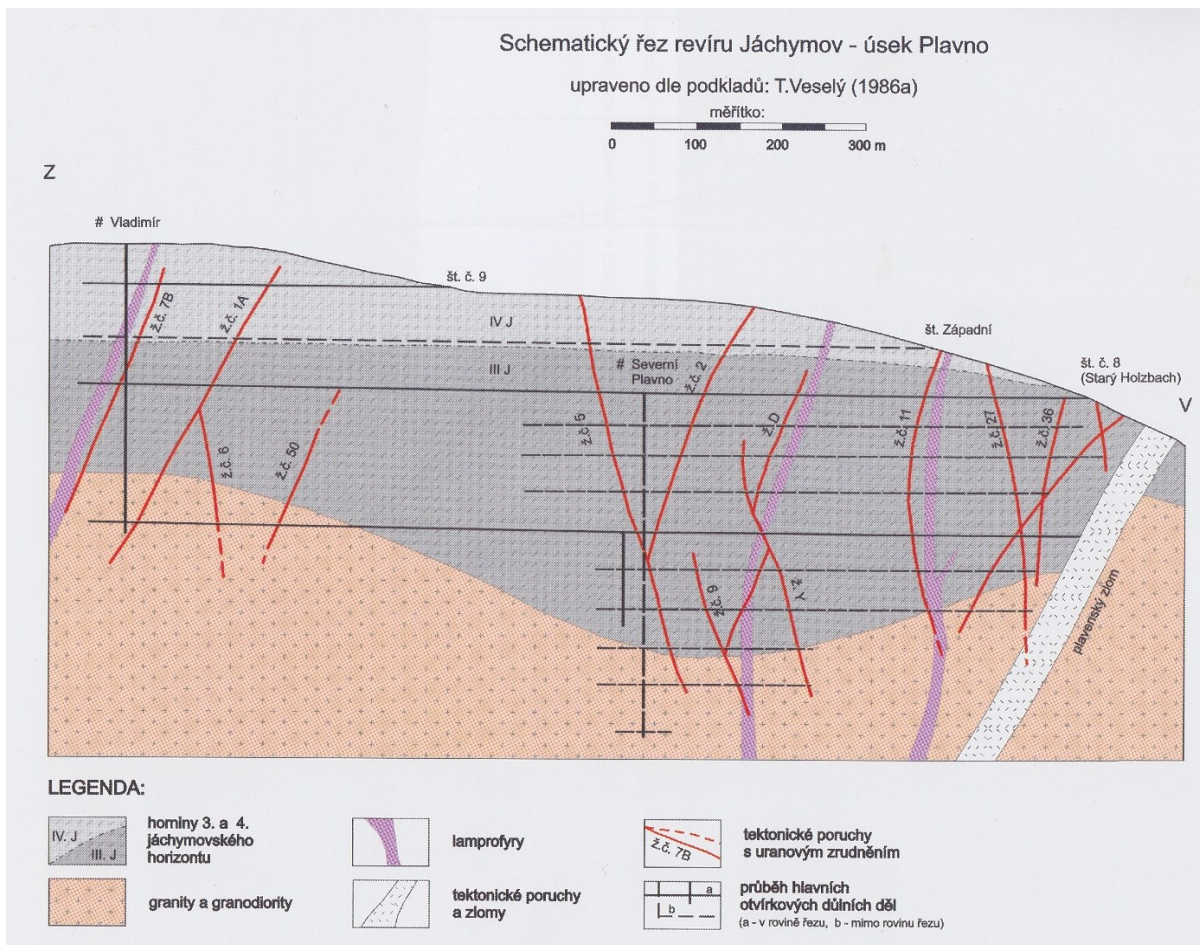 Schematický řez revíru Jáchymov - úsek Plavno
upraveno dle podkladů: T.Veselý (1986a)
měřítko:
0 100 200 300 m
Z
V
# Vladimír
št. č. 9
št. Západní
št. č. 8
(Starý Holzbach)
IV J
III J
# Severní
Plavno
ž.č. 7B
ž.č. 1A
ž.č. 6
ž.č. 50
ž.č. 5
ž.č. 2
ž.D
ž.č. 9
ž.Y
ž.č. 11
ž.č. 27
ž.č. 36
plavenský zlom
LEGENDA:
IV. J
III. J
horniny 3. a 4.
jáchymovského
horizontu
lamprofyry
ž.č. 7B
tektonické poruchy
s uranovým zrudněním
granity a granodiority
tektonické poruchy
a zlomy
a
b
průběh hlavních
otvírkových důlních děl
(a - v rovině řezu, b - mimo rovinu řezu)